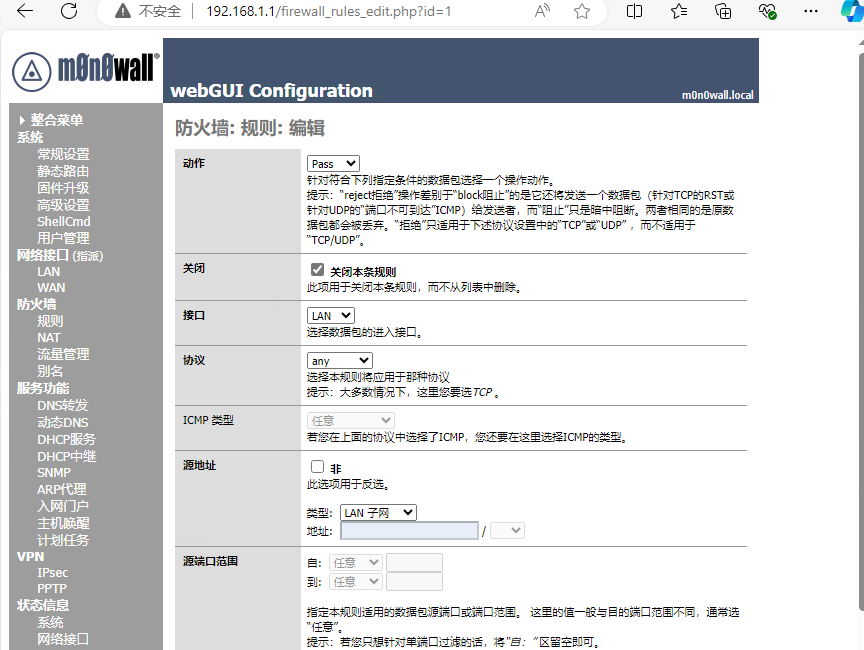 不安全
192.168.1.1/firewall_rules_edit.php?id=1
m0n0wall®
webGUI Configuration
m0n0wall.local
整合菜单
系统
常规设置
静态路由
固件升级
高级设置
ShellCmd
用户管理
网络接口 (指派)
LAN
WAN
防火墙
规则
NAT
流量管理
别名
服务功能
DNS转发
动态DNS
DHCP服务
DHCP中继
SNMP
ARP代理
入网门户
主机唤醒
计划任务
VPN
IPsec
PPTP
状态信息
系统
网络接口
防火墙: 规则: 编辑
动作
Pass
针对符合下列指定条件的数据包选择一个操作动作。
提示：“reject拒绝”操作差别于“block阻止”的是它还将发送一个数据包（针对TCP的RST或
针对UDP的“端口不可到达”ICMP）给发送者，而“阻止”只是暗中阻断。两者相同的是原数
据包都会被丢弃。“拒绝”只适用于下述协议设置中的“TCP”或“UDP” ，而不适用于
“TCP/UDP”。
关闭
关闭本条规则
此项用于关闭本条规则，而不从列表中删除。
接口
LAN
选择数据包的进入接口。
协议
any
选择本规则将应用于那种协议
提示：大多数情况下，这里您要选TCP 。
ICMP 类型
任意
若您在上面的协议中选择了ICMP，您还要在这里选择ICMP的类型。
源地址
非
此选项用于反选。
类型: LAN 子网
地址: /
源端口范围
自: 任意
到: 任意
指定本规则适用的数据包源端口或端口范围。 这里的值一般与目的端口范围不同，通常选
“任意”。
提示：若您只想针对单端口过滤的话，将“自：”区留空即可。